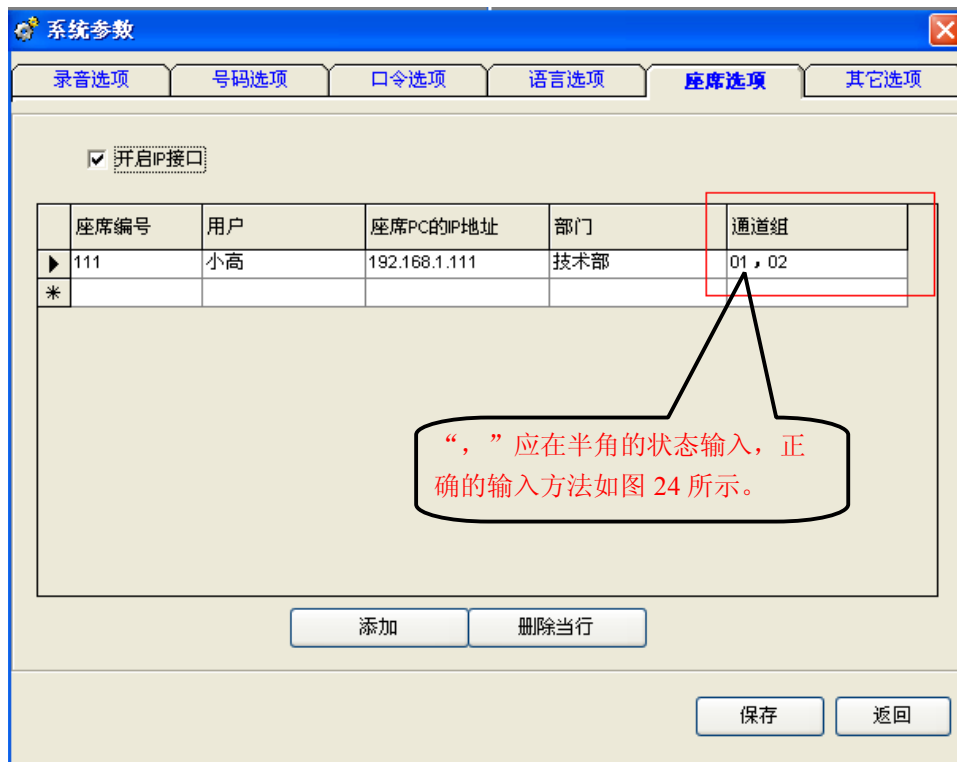 系统参数
录音选项 号码选项 口令选项 语言选项 座席选项 其它选项
开启IP接口
座席编号 用户 座席PC的IP地址 部门 通道组
111 小高 192.168.1.111 技术部 01，02
“，”应在半角的状态输入，正
确的输入方法如图 24 所示。
添加 删除当行
保存 返回